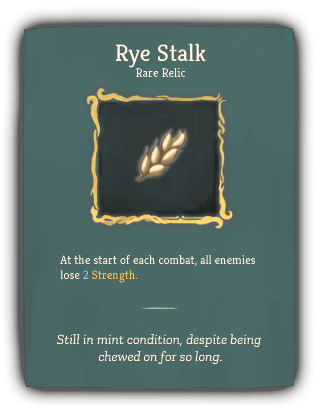 Rye Stalk
Rare Relic
At the start of each combat, all enemies
lose 2 Strength.
Still in mint condition, despite being
chewed on for so long.